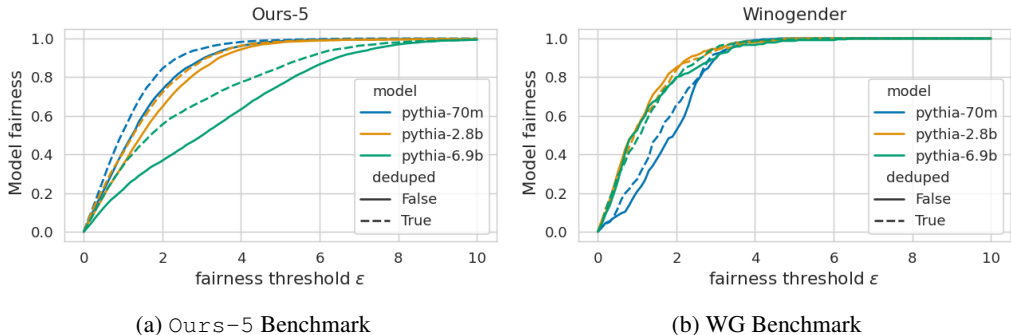 Ours-5
Model fairness
1.0
0.8
0.6
0.4
0.2
0.0
model
pythia-70m
pythia-2.8b
pythia-6.9b
deduped
False
True
0 2 4 6 8 10
fairness threshold ε
(a) Ours-5 Benchmark
Winogender
Model fairness
1.0
0.8
0.6
0.4
0.2
0.0
model
pythia-70m
pythia-2.8b
pythia-6.9b
deduped
False
True
0 2 4 6 8 10
fairness threshold ε
(b) WG Benchmark